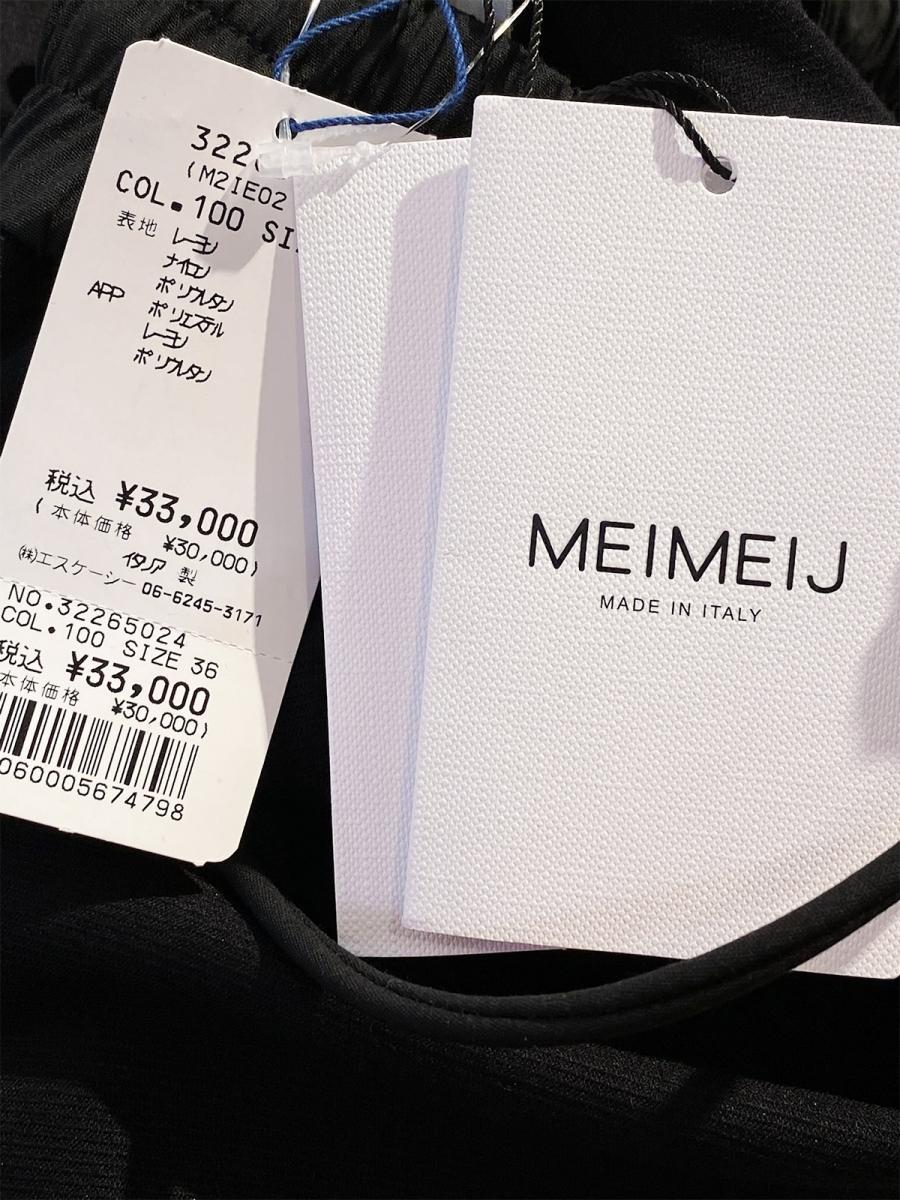 322
(M2IE02
COL.100 SI
表地 レーヨン
ナイロン
ポリウレタン
APP ポリエステル
レーヨン
ポリウレタン
税込 ¥33,000
(本体価格 ¥30,000)
イタリア 製
㈱エスケーシー 06-6245-3171
NO.32265024
COL.100 SIZE 36
税込 ¥33,000
本体価格 ¥30,000)
060005674798
MEIMEIJ
MADE IN ITALY